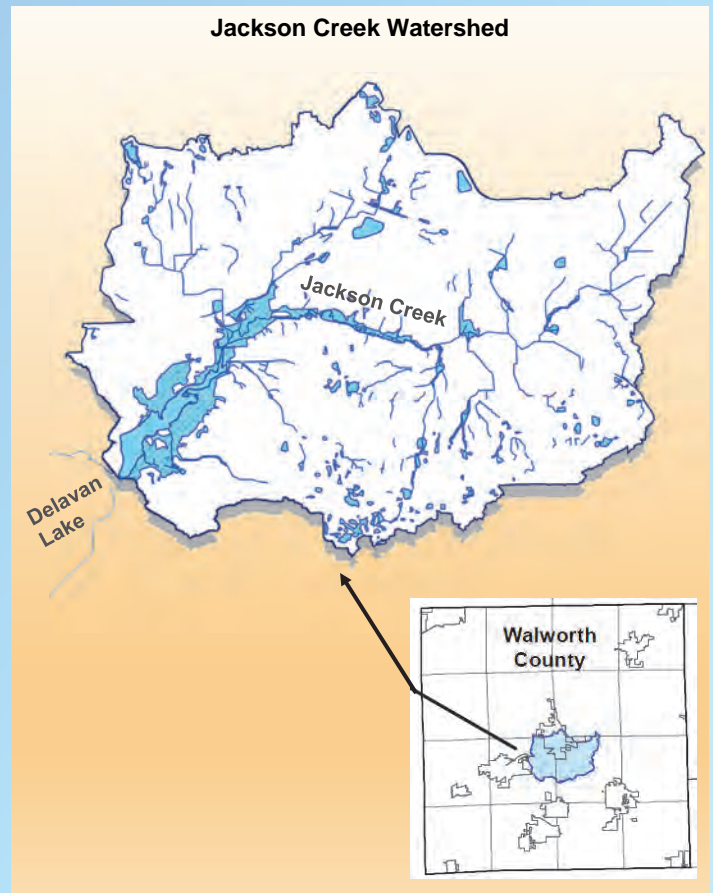 Jackson Creek Watershed
Jackson Creek
Delavan
Lake
Walworth
County